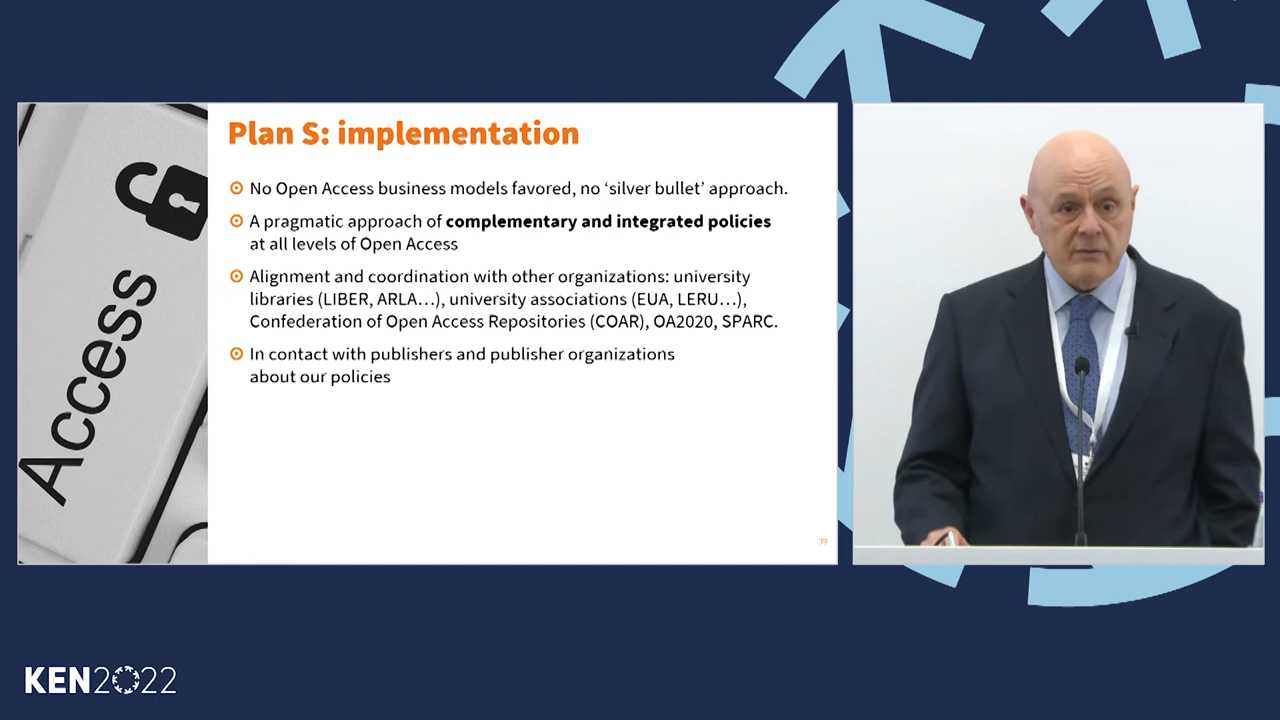 Access
Plan S: implementation
No Open Access business models favored, no ‘silver bullet’ approach.
A pragmatic approach of complementary and integrated policies
at all levels of Open Access
Alignment and coordination with other organizations: university
libraries (LIBER, ARLA…), university associations (EUA, LERU…),
Confederation of Open Access Repositories (COAR), OA2020, SPARC.
In contact with publishers and publisher organizations
about our policies
39
KEN2022